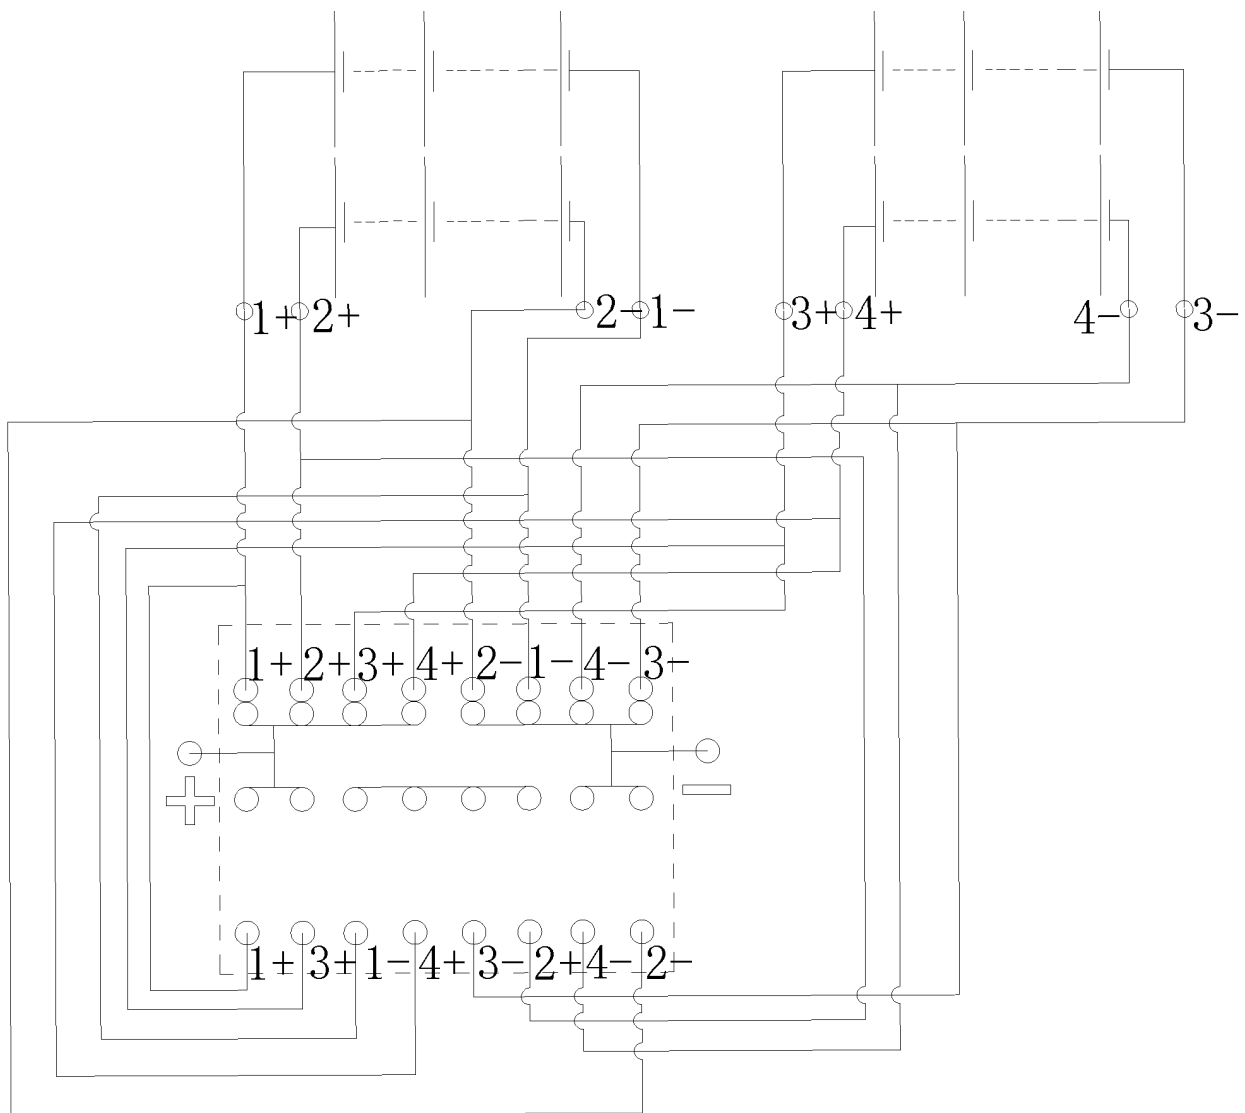 1+ 2+ 2- 1- 3+ 4+ 4- 3-
1+ 2+ 3+ 4+ 2- 1- 4- 3-
+ -
1+ 3+ 1- 4+ 3- 2+ 4- 2-